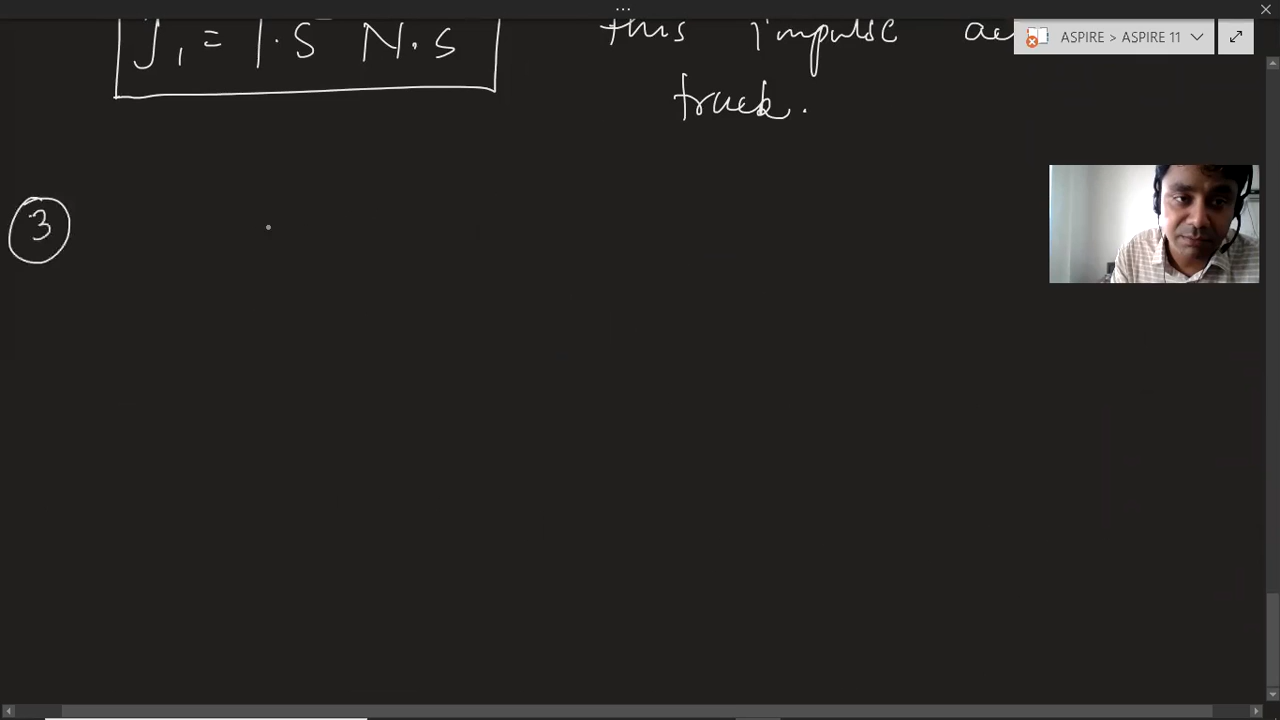 J₁ = 1.5 N.s
this impulse
truck.
3
ASPIRE > ASPIRE 11